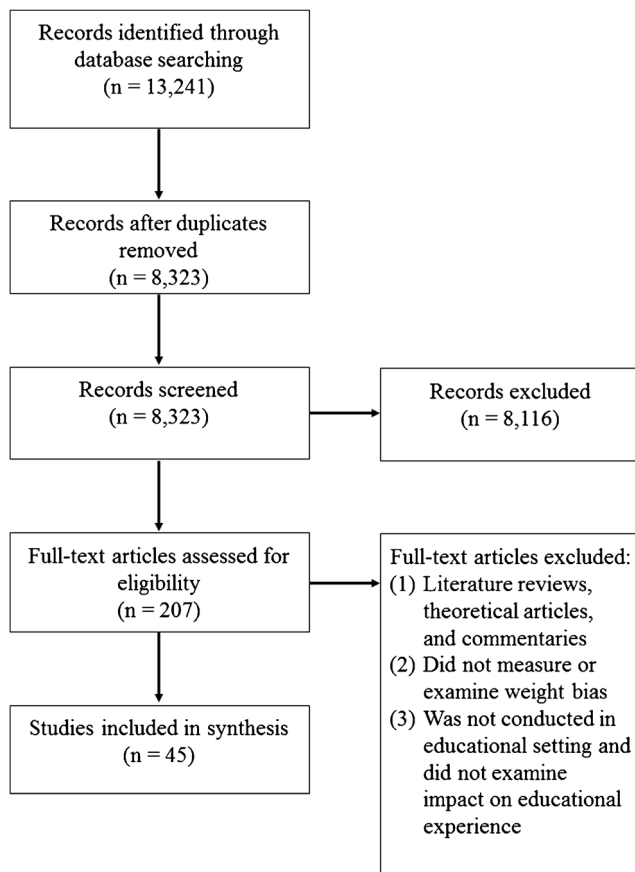 Records identified through
database searching
(n = 13,241)
Records after duplicates
removed
(n = 8,323)
Records screened
(n = 8,323)
Records excluded
(n = 8,116)
Full-text articles assessed for
eligibility
(n = 207)
Full-text articles excluded:
(1) Literature reviews,
theoretical articles,
and commentaries
(2) Did not measure or
examine weight bias
(3) Was not conducted in
educational setting and
did not examine
impact on educational
experience
Studies included in synthesis
(n = 45)